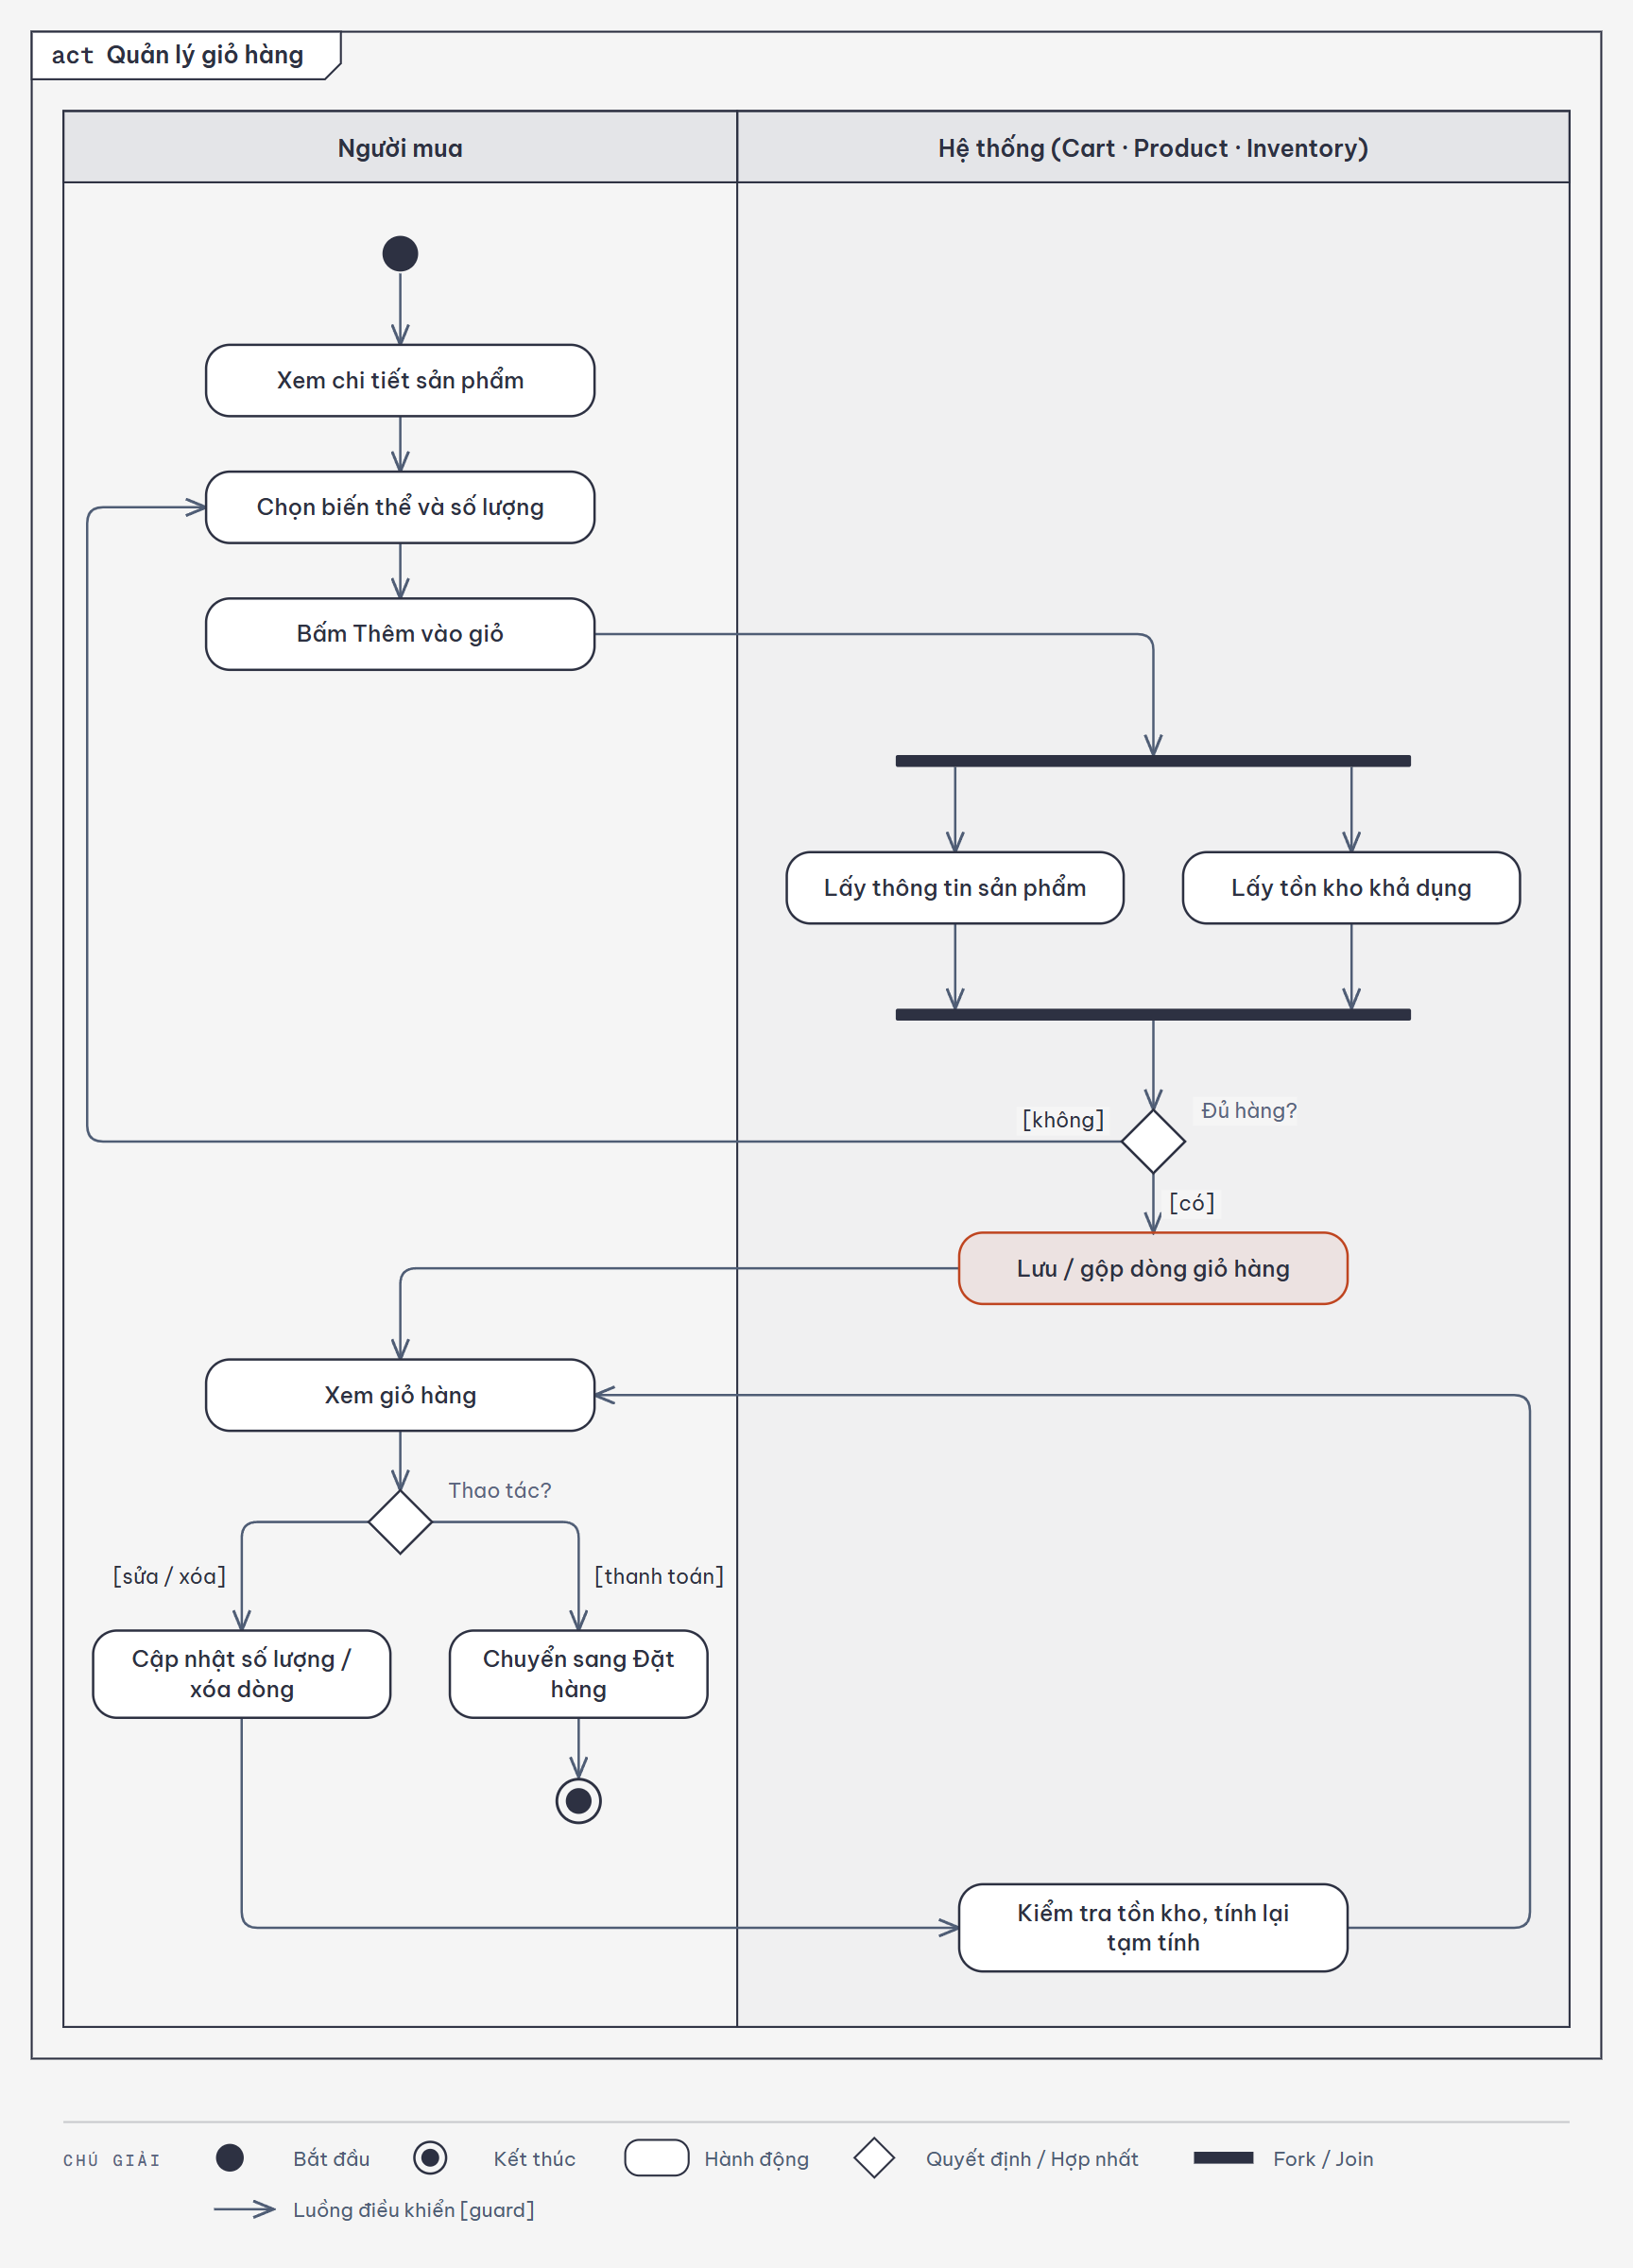 act Quản lý giỏ hàng
Người mua
Hệ thống (Cart · Product · Inventory)
Xem chi tiết sản phẩm
Chọn biến thể và số lượng
Bấm Thêm vào giỏ
Lấy thông tin sản phẩm
Lấy tồn kho khả dụng
Đủ hàng?
[không]
[có]
Lưu / gộp dòng giỏ hàng
Xem giỏ hàng
Thao tác?
[sửa / xóa]
[thanh toán]
Cập nhật số lượng /
xóa dòng
Chuyển sang Đặt
hàng
Kiểm tra tồn kho, tính lại
tạm tính
CHÚ GIẢI
Bắt đầu
Kết thúc
Hành động
Quyết định / Hợp nhất
Fork / Join
Luồng điều khiển [guard]